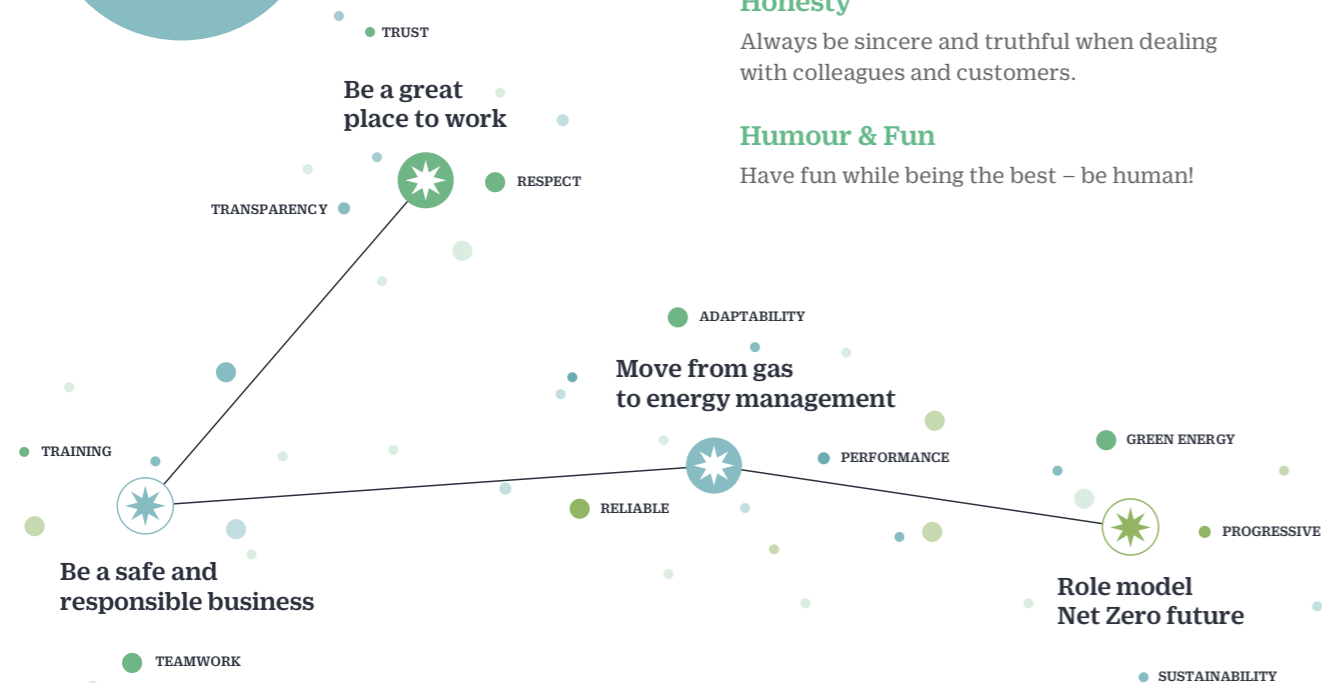 Honesty
Always be sincere and truthful when dealing
with colleagues and customers.
Humour & Fun
Have fun while being the best – be human!
TRUST
Be a great
place to work
RESPECT
TRANSPARENCY
ADAPTABILITY
Move from gas
to energy management
TRAINING
PERFORMANCE
GREEN ENERGY
RELIABLE
PROGRESSIVE
Be a safe and
responsible business
Role model
Net Zero future
TEAMWORK
SUSTAINABILITY